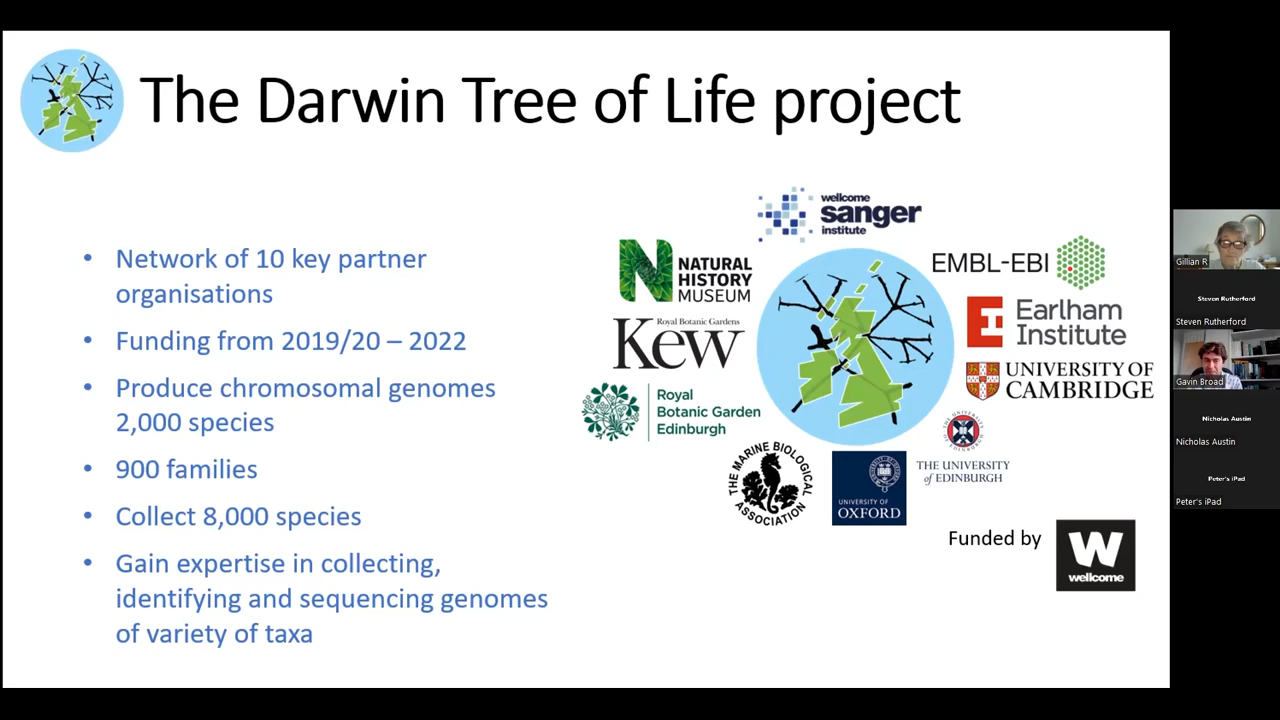 The Darwin Tree of Life project
• Network of 10 key partner
organisations
• Funding from 2019/20 – 2022
• Produce chromosomal genomes
2,000 species
• 900 families
• Collect 8,000 species
• Gain expertise in collecting,
identifying and sequencing genomes
of variety of taxa
wellcome
sanger
institute
NATURAL
HISTORY
MUSEUM
EMBL-EBI
Royal Botanic Gardens
Kew
Earlham
Institute
UNIVERSITY OF
CAMBRIDGE
Royal
Botanic Garden
Edinburgh
THE UNIVERSITY
of EDINBURGH
THE MARINE BIOLOGICAL
ASSOCIATION
UNIVERSITY OF
OXFORD
Funded by
W
wellcome
Gillian R
Steven Rutherford
Steven Rutherford
Gavin Broad
Nicholas Austin
Nicholas Austin
Peter's iPad
Peter's iPad